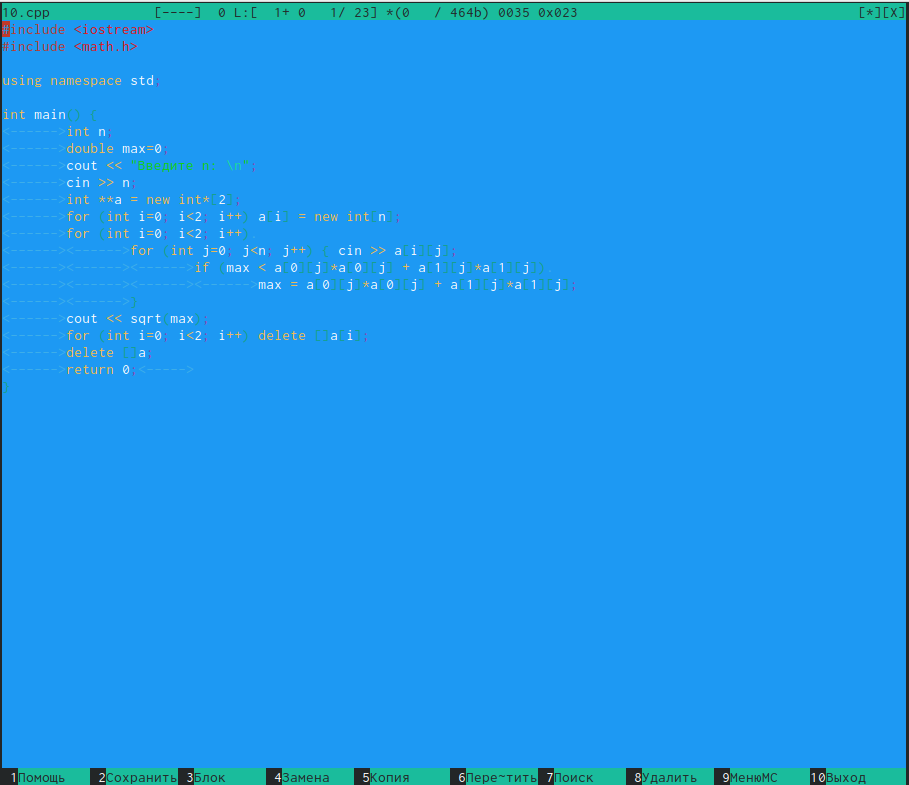 10.cpp [----] 0 L:[ 1+ 0 1/ 23] *(0 / 464b) 0035 0x023 [*][X]
#include <iostream>
#include <math.h>
using namespace std;
int main() {
<------>int n;
<------>double max=0;
<------>cout << "Введите n: \n";
<------>cin >> n;
<------>int **a = new int*[2];
<------>for (int i=0; i<2; i++) a[i] = new int[n];
<------>for (int i=0; i<2; i++)
<------><------>for (int j=0; j<n; j++) { cin >> a[i][j];
<------><------><------>if (max < a[0][j]*a[0][j] + a[1][j]*a[1][j])
<------><------><------><------>max = a[0][j]*a[0][j] + a[1][j]*a[1][j];
<------><------>}
<------>cout << sqrt(max);
<------>for (int i=0; i<2; i++) delete []a[i];
<------>delete []a;
<------>return 0;<----->
}
1Помощь 2Сохранить 3Блок 4Замена 5Копия 6Пере~тить 7Поиск 8Удалить 9МенюМС 10Выход